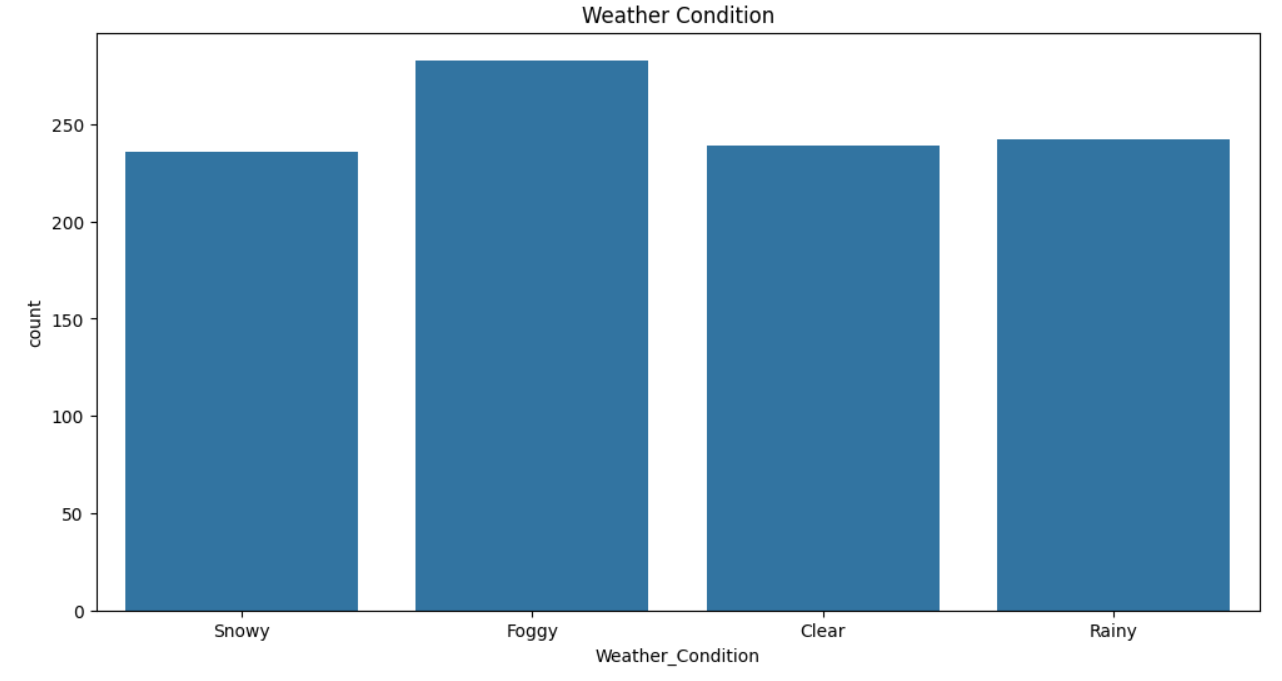 Weather Condition
250
200
150
100
50
0
count
Snowy Foggy Clear Rainy
Weather_Condition